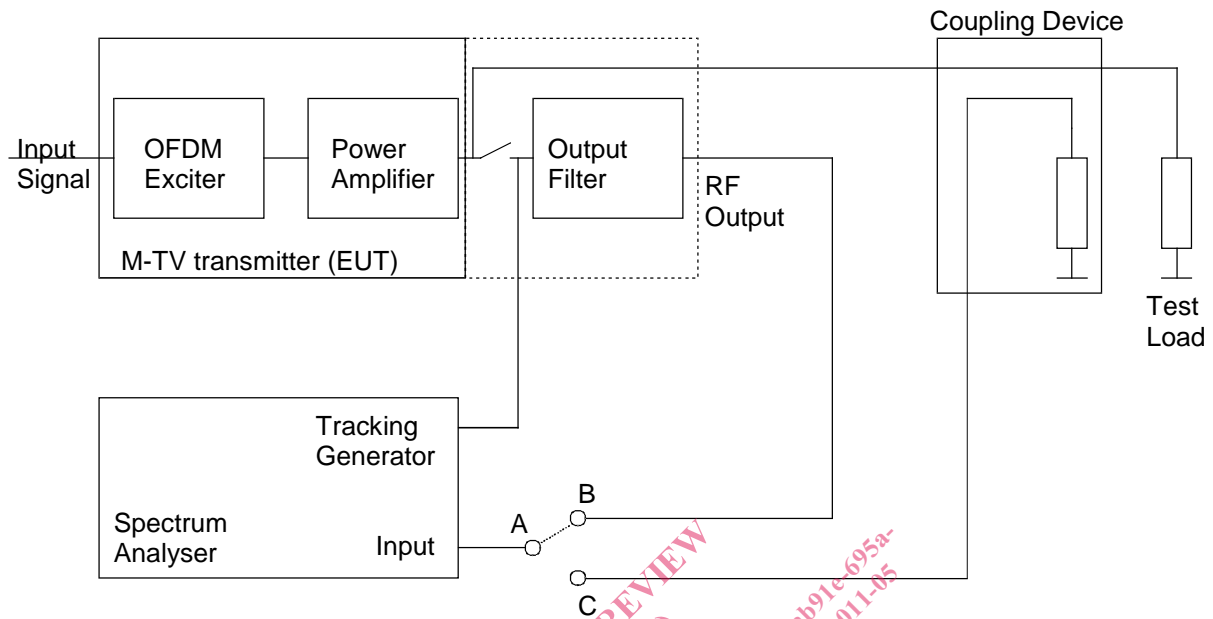 Coupling Device
Input
Signal
OFDM
Exciter
Power
Amplifier
Output
Filter
RF
Output
M-TV transmitter (EUT)
Test
Load
Tracking
Generator
Spectrum
Analyser
Input
A
B
C